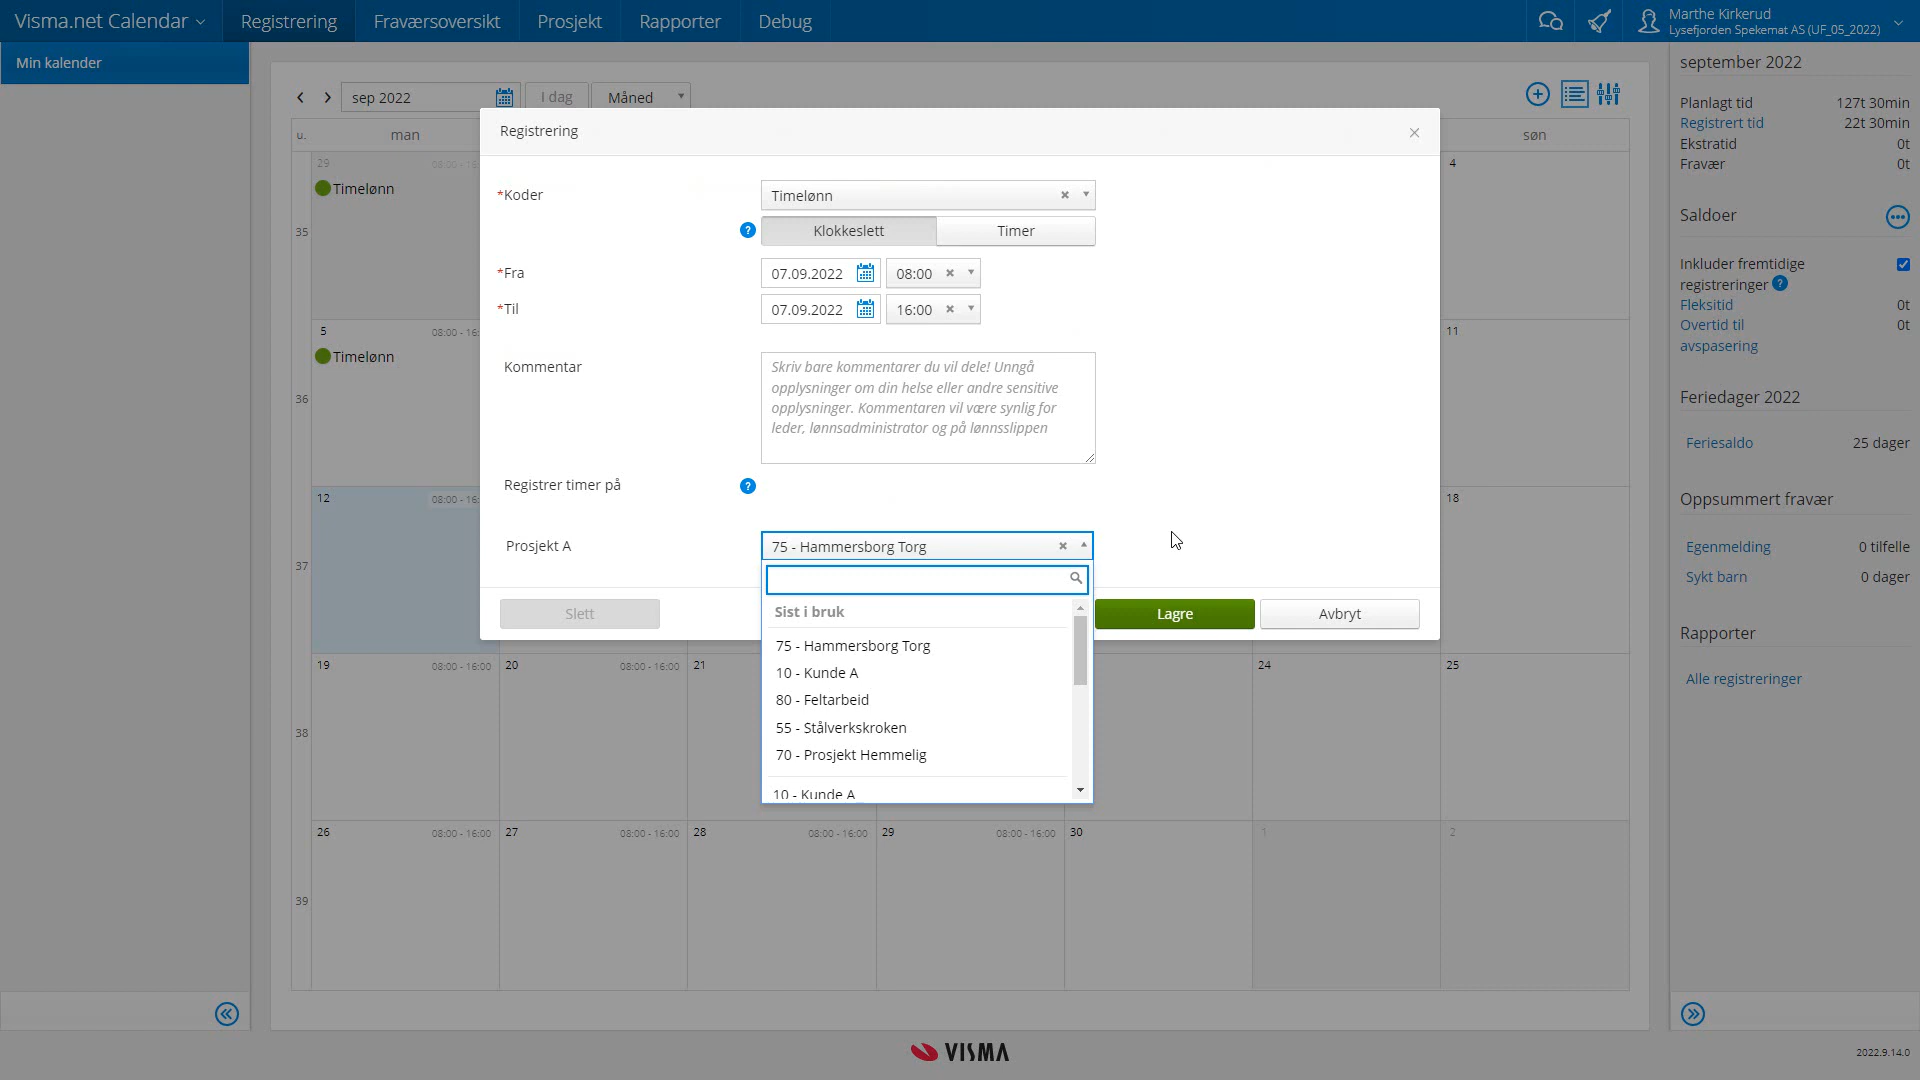 Visma.net Calendar
Registrering
Fraværsoversikt
Prosjekt
Rapporter
Debug
Marthe Kirkerud
Lysefjorden Spekemat AS (UF_05_2022)
Min kalender
sep 2022
I dag
Måned
u.
man
søn
29
08:00 - 16:
Timelønn
35
4
5
08:00 - 16:
Timelønn
36
11
12
08:00 - 16:
37
18
19
08:00 - 16:00
20
08:00 - 16:00
21
24
25
38
26
08:00 - 16:00
27
08:00 - 16:00
28
08:00 - 16:00
29
08:00 - 16:00
30
1
2
39
Registrering
*Koder
Timelønn
?
Klokkeslett
Timer
*Fra
07.09.2022
08:00
*Til
07.09.2022
16:00
Kommentar
Skriv bare kommentarer du vil dele! Unngå
opplysninger om din helse eller andre sensitive
opplysninger. Kommentaren vil være synlig for
leder, lønnsadministrator og på lønnsslippen
Registrer timer på
?
Prosjekt A
75 - Hammersborg Torg
Sist i bruk
75 - Hammersborg Torg
10 - Kunde A
80 - Feltarbeid
55 - Stålverkskroken
70 - Prosjekt Hemmelig
10 - Kunde A
Slett
Lagre
Avbryt
september 2022
Planlagt tid 127t 30min
Registrert tid 22t 30min
Ekstratid 0t
Fravær 0t
Saldoer
Inkluder fremtidige
registreringer ?
Fleksitid 0t
Overtid til 0t
avspasering
Feriedager 2022
Feriesaldo 25 dager
Oppsummert fravær
Egenmelding 0 tilfelle
Sykt barn 0 dager
Rapporter
Alle registreringer
VISMA
2022.9.14.0